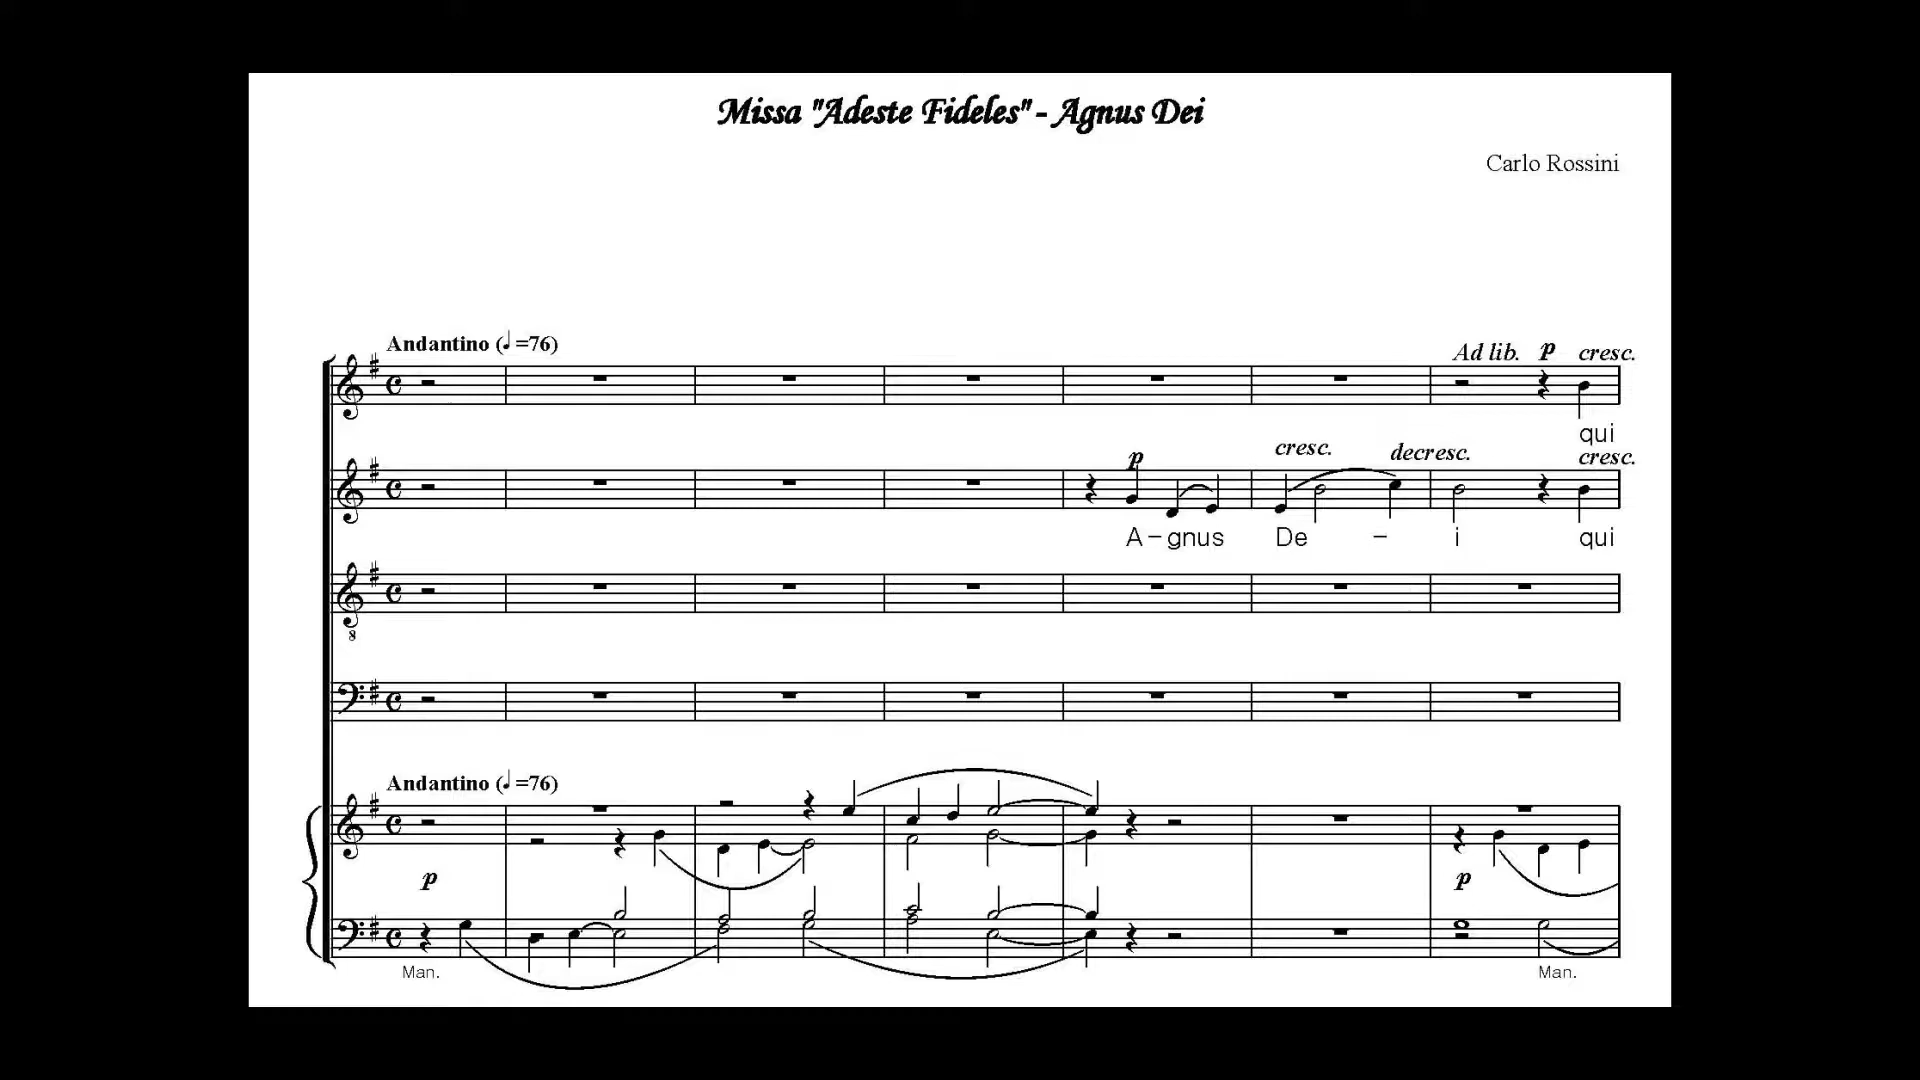 Missa "Adeste Fideles" - Agnus Dei
Carlo Rossini
Andantino (♩=76)
Ad lib. p cresc.
qui
p cresc. decresc. cresc.
A-gnus De - i qui
8
Andantino (♩=76)
p p
Man. Man.